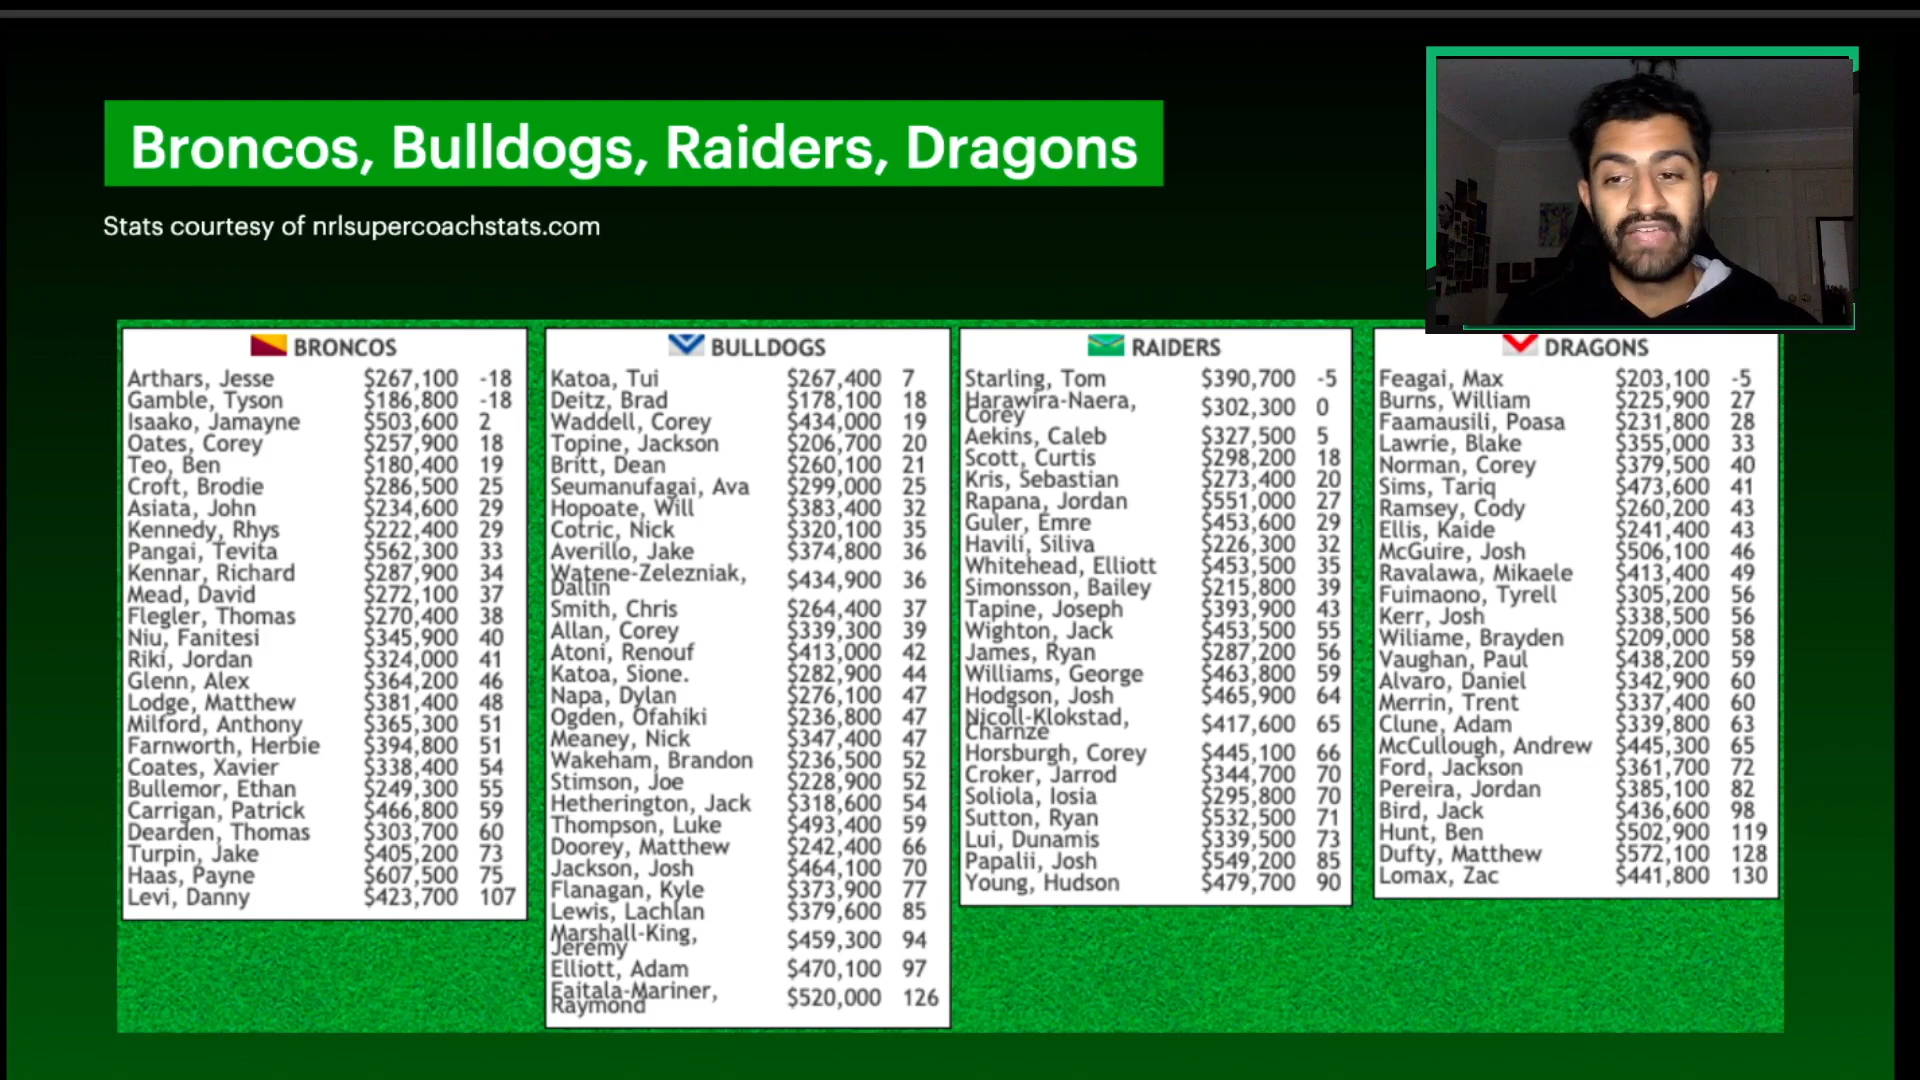 Broncos, Bulldogs, Raiders, Dragons
Stats courtesy of nrlsupercoachstats.com
BRONCOS
Arthars, Jesse $267,100 -18
Gamble, Tyson $186,800 -18
Isaako, Jamayne $503,600 2
Oates, Corey $257,900 18
Teo, Ben $180,400 19
Croft, Brodie $286,500 25
Asiata, John $234,600 29
Kennedy, Rhys $222,400 29
Pangai, Tevita $562,300 33
Kennar, Richard $287,900 34
Mead, David $272,100 37
Flegler, Thomas $270,400 38
Niu, Fanitesi $345,900 40
Riki, Jordan $324,000 41
Glenn, Alex $364,200 46
Lodge, Matthew $381,400 48
Milford, Anthony $365,300 51
Farnworth, Herbie $394,800 51
Coates, Xavier $338,400 54
Bullemor, Ethan $249,300 55
Carrigan, Patrick $466,800 59
Dearden, Thomas $303,700 60
Turpin, Jake $405,200 73
Haas, Payne $607,500 75
Levi, Danny $423,700 107
BULLDOGS
Katoa, Tui $267,400 7
Deitz, Brad $178,100 18
Waddell, Corey $434,000 19
Topine, Jackson $206,700 20
Britt, Dean $260,100 21
Seumanufagai, Ava $299,000 25
Hopoate, Will $383,400 32
Cotric, Nick $320,100 35
Averillo, Jake $374,800 36
Watene-Zelezniak,
Dallin $434,900 36
Smith, Chris $264,400 37
Allan, Corey $339,300 39
Atoni, Renouf $413,000 42
Katoa, Sione. $282,900 44
Napa, Dylan $276,100 47
Ogden, Ofahiki $236,800 47
Meaney, Nick $347,400 47
Wakeham, Brandon $236,500 52
Stimson, Joe $228,900 52
Hetherington, Jack $318,600 54
Thompson, Luke $493,400 59
Doorey, Matthew $242,400 66
Jackson, Josh $464,100 70
Flanagan, Kyle $373,900 77
Lewis, Lachlan $379,600 85
Marshall-King,
Jeremy $459,300 94
Elliott, Adam $470,100 97
Faitala-Mariner,
Raymond $520,000 126
RAIDERS
Starling, Tom $390,700 -5
Harawira-Naera,
Corey $302,300 0
Aekins, Caleb $327,500 5
Scott, Curtis $298,200 18
Kris, Sebastian $273,400 20
Rapana, Jordan $551,000 27
Guler, Emre $453,600 29
Havili, Siliva $226,300 32
Whitehead, Elliott $453,500 35
Simonsson, Bailey $215,800 39
Tapine, Joseph $393,900 43
Wighton, Jack $453,500 55
James, Ryan $287,200 56
Williams, George $463,800 59
Hodgson, Josh $465,900 64
Nicoll-Klokstad,
Charnze $417,600 65
Horsburgh, Corey $445,100 66
Croker, Jarrod $344,700 70
Soliola, Iosia $295,800 70
Sutton, Ryan $532,500 71
Lui, Dunamis $339,500 73
Papalii, Josh $549,200 85
Young, Hudson $479,700 90
DRAGONS
Feagai, Max $203,100 -5
Burns, William $225,900 27
Faamausili, Poasa $231,800 28
Lawrie, Blake $355,000 33
Norman, Corey $379,500 40
Sims, Tariq $473,600 41
Ramsey, Cody $260,200 43
Ellis, Kaide $241,400 43
McGuire, Josh $506,100 46
Ravalawa, Mikaele $413,400 49
Fuimaono, Tyrell $305,200 56
Kerr, Josh $338,500 56
Wiliame, Brayden $209,000 58
Vaughan, Paul $438,200 59
Alvaro, Daniel $342,900 60
Merrin, Trent $337,400 60
Clune, Adam $339,800 63
McCullough, Andrew $445,300 65
Ford, Jackson $361,700 72
Pereira, Jordan $385,100 82
Bird, Jack $436,600 98
Hunt, Ben $502,900 119
Dufty, Matthew $572,100 128
Lomax, Zac $441,800 130